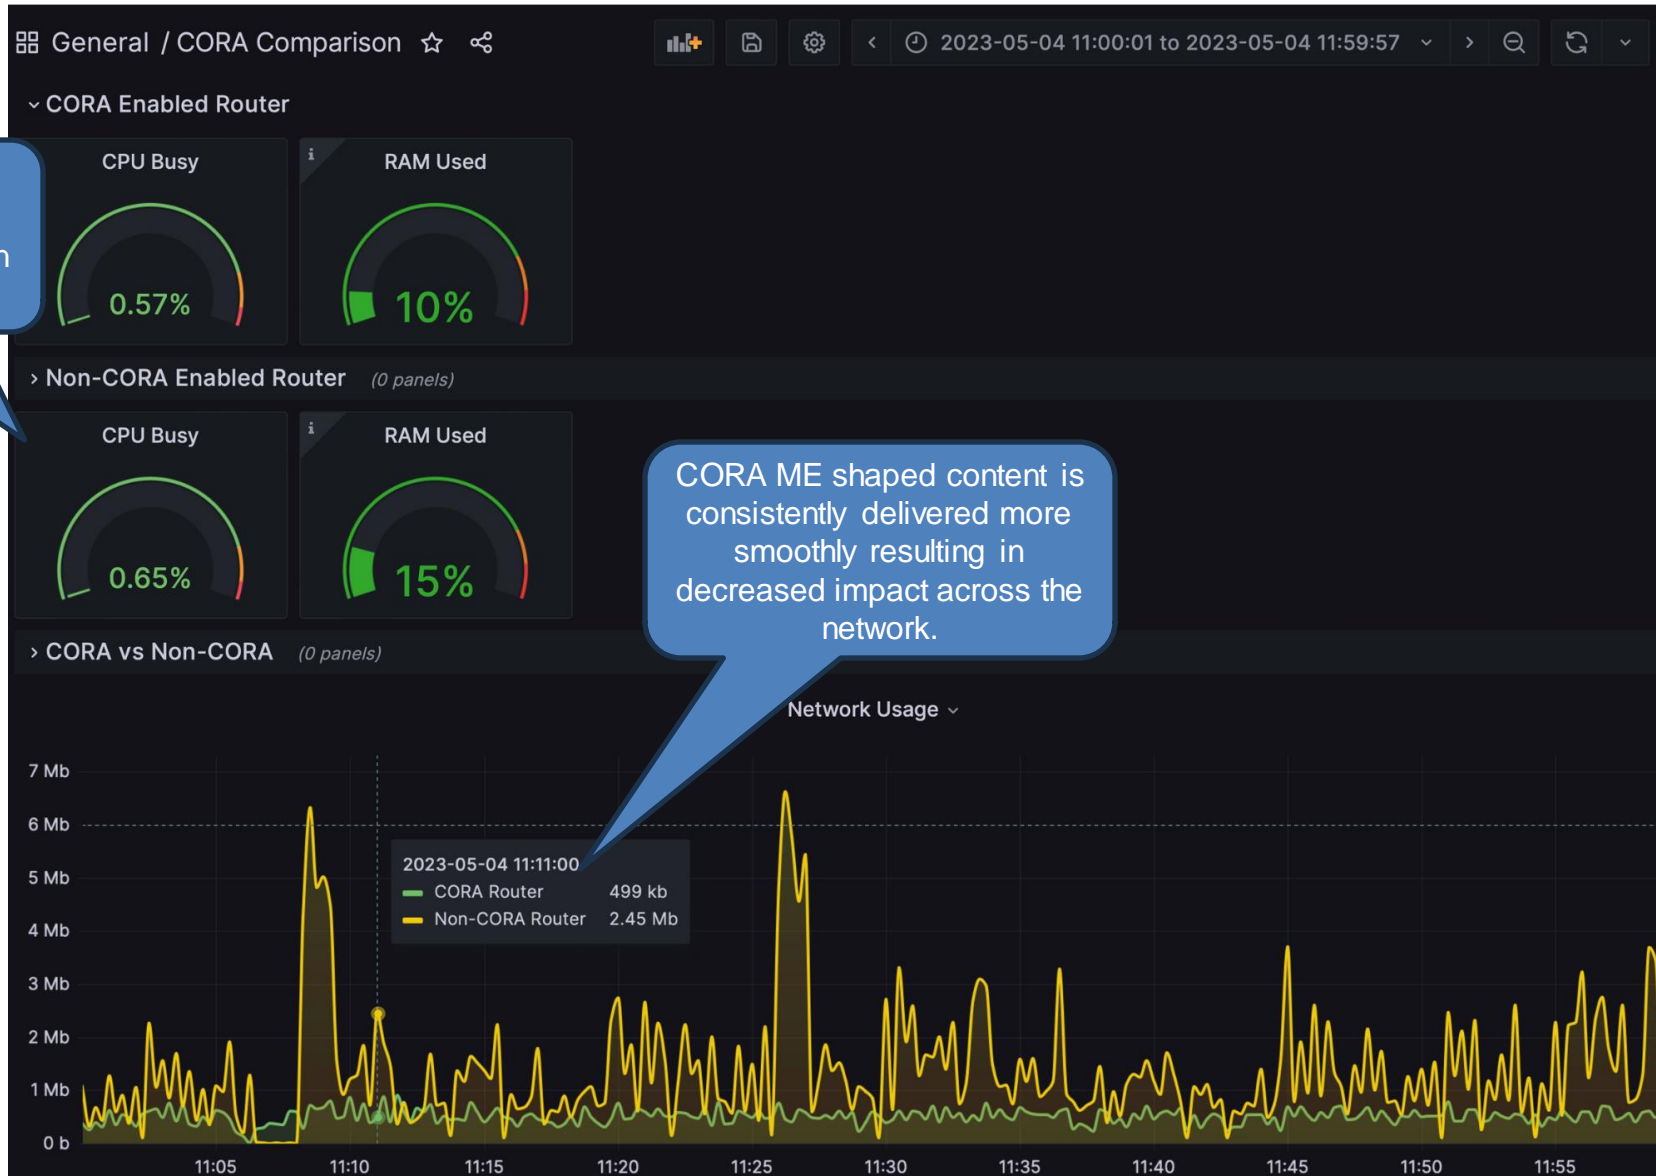 General / CORA Comparison
2023-05-04 11:00:01 to 2023-05-04 11:59:57
CORA Enabled Router
CPU Busy
RAM Used
0.57%
10%
Non-CORA Enabled Router (0 panels)
CPU Busy
RAM Used
0.65%
15%
CORA ME shaped content is
consistently delivered more
smoothly resulting in
decreased impact across the
network.
CORA vs Non-CORA (0 panels)
Network Usage
7 Mb
6 Mb
5 Mb
4 Mb
3 Mb
2 Mb
1 Mb
0 b
2023-05-04 11:11:00
CORA Router 499 kb
Non-CORA Router 2.45 Mb
11:05 11:10 11:15 11:20 11:25 11:30 11:35 11:40 11:45 11:50 11:55